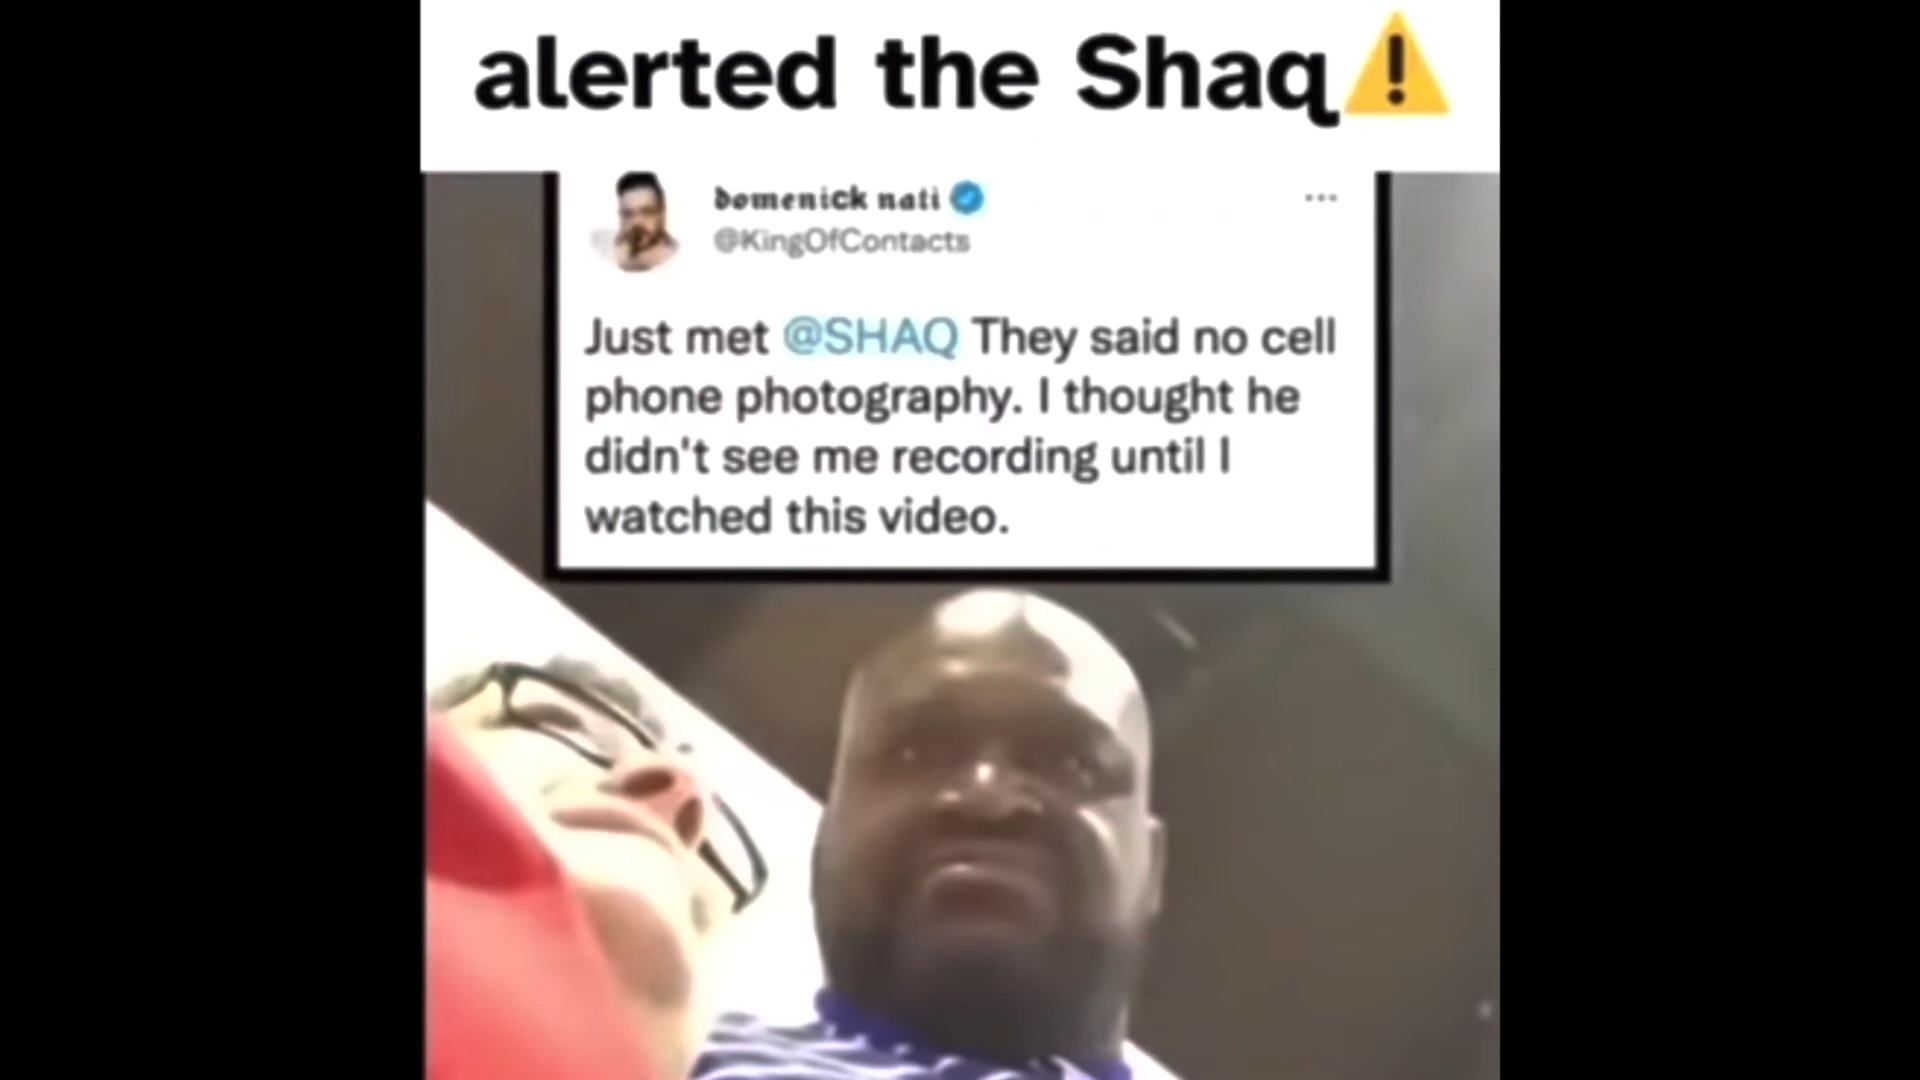 alerted the Shaq⚠️
domenick nati
@KingOfContacts
Just met @SHAQ They said no cell
phone photography. I thought he
didn't see me recording until I
watched this video.